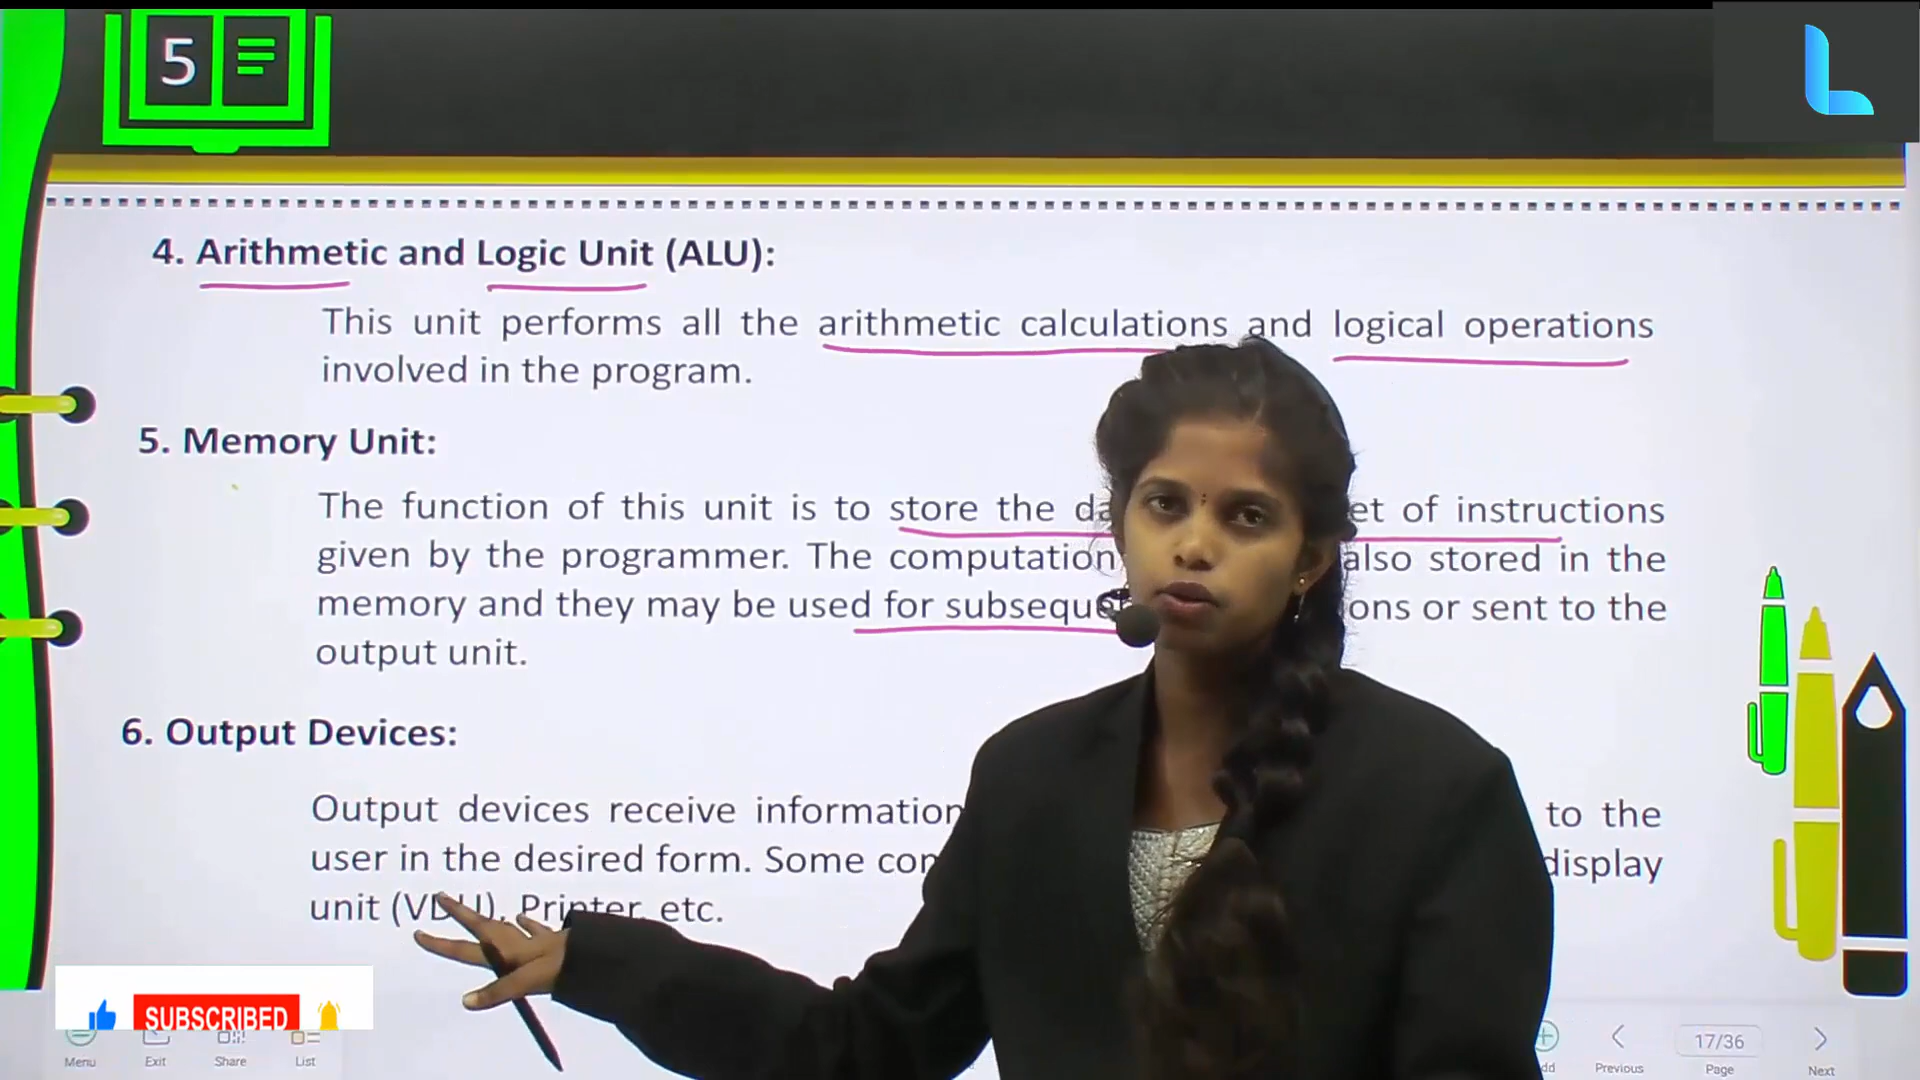 5
4. Arithmetic and Logic Unit (ALU):
This unit performs all the arithmetic calculations and logical operations
involved in the program.
5. Memory Unit:
The function of this unit is to store the of instructions
given by the programmer. The computation also stored in the
memory and they may be used for or sent to the
output unit.
6. Output Devices:
Output devices receive information to the
user in the desired form. Some display
unit (VDU), Printer, etc.
SUBSCRIBED
Menu Exit Share List Previous 17/36 Page Next